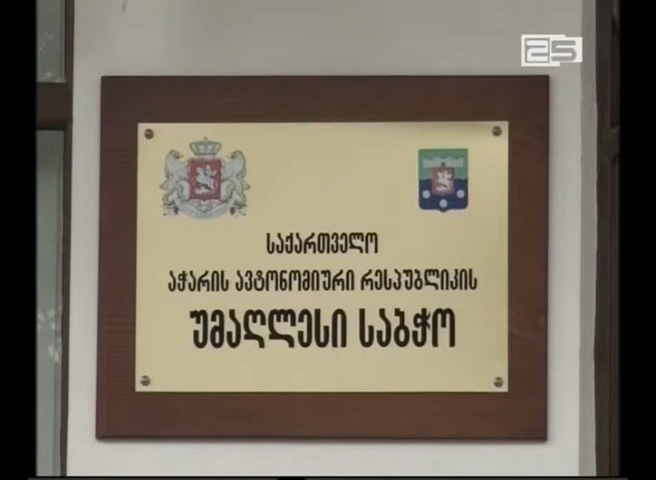 25
საქართველო
აჭარის ავტონომიური რესპუბლიკის
უმაღლესი საბჭო